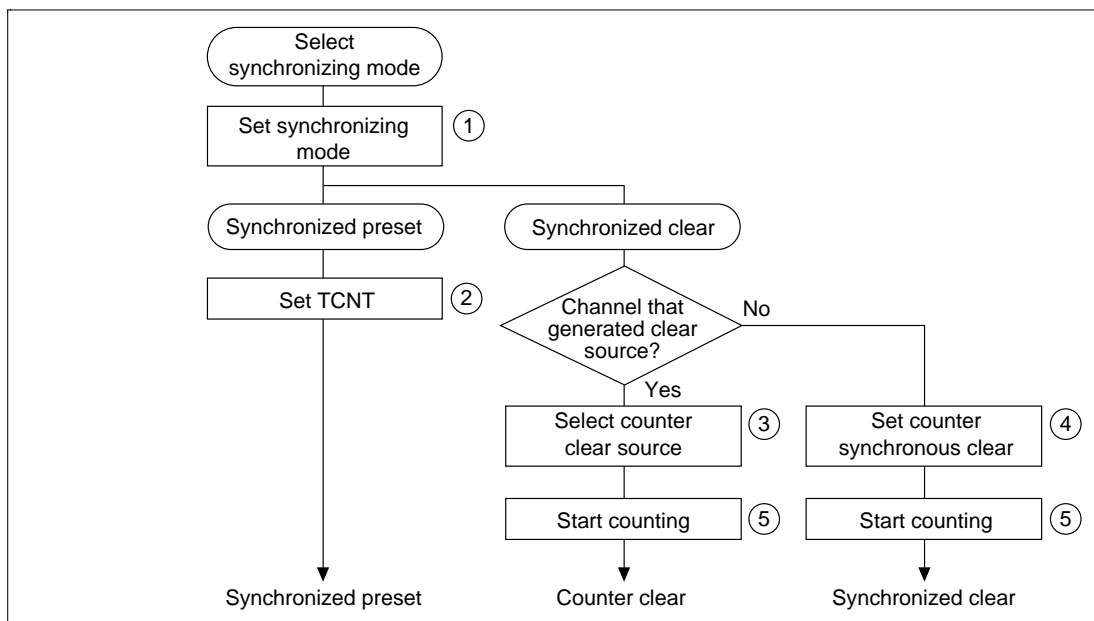 Select
synchronizing mode
Set synchronizing
mode
1
Synchronized preset
Synchronized clear
Set TCNT
2
Channel that
generated clear
source?
No
Yes
Select counter
clear source
3
Set counter
synchronous clear
4
Start counting
5
Start counting
5
Synchronized preset
Counter clear
Synchronized clear